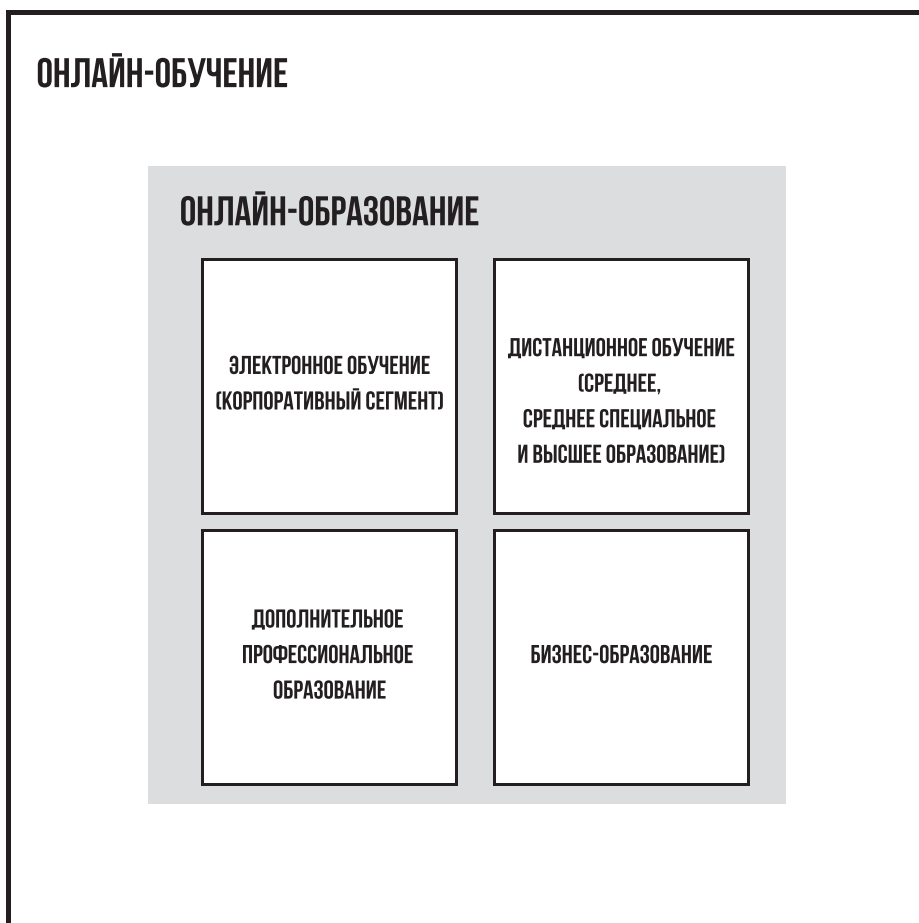 ОНЛАЙН-ОБУЧЕНИЕ
ОНЛАЙН-ОБРАЗОВАНИЕ
ЭЛЕКТРОННОЕ ОБУЧЕНИЕ
(КОРПОРАТИВНЫЙ СЕГМЕНТ)
ДИСТАНЦИОННОЕ ОБУЧЕНИЕ
(СРЕДНЕЕ,
СРЕДНЕЕ СПЕЦИАЛЬНОЕ
И ВЫСШЕЕ ОБРАЗОВАНИЕ)
ДОПОЛНИТЕЛЬНОЕ
ПРОФЕССИОНАЛЬНОЕ
ОБРАЗОВАНИЕ
БИЗНЕС-ОБРАЗОВАНИЕ